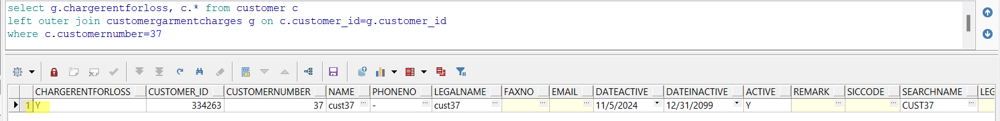 select g.chargerentforloss, c.* from customer c
left outer join customergarmentcharges g on c.customer_id=g.customer_id
where c.customernumber=37
CHARGERENTFORLOSS CUSTOMER_ID CUSTOMERNUMBER NAME PHONENO LEGALNAME FAXNO EMAIL DATEACTIVE DATEINACTIVE ACTIVE REMARK SICCODE SEARCHNAME LEG
1 Y 334263 37 cust37 ... - ... cust37 ... ... ... 11/5/2024 12/31/2099 Y ... ... CUST37 ...